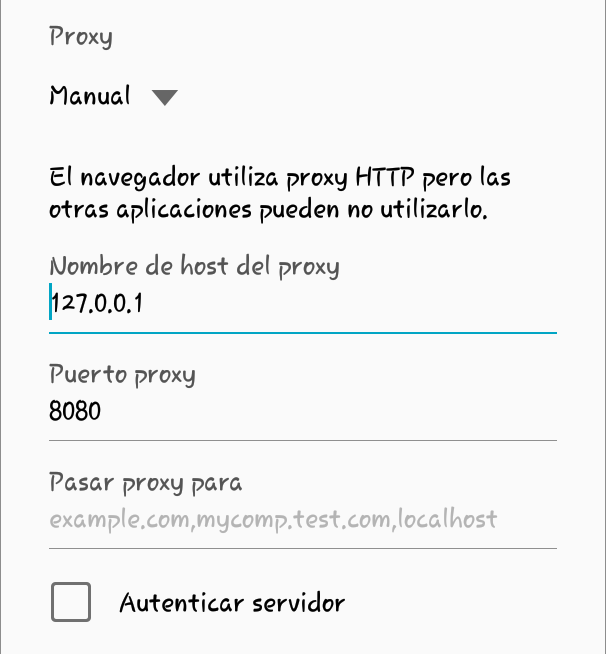 Proxy
Manual
El navegador utiliza proxy HTTP pero las
otras aplicaciones pueden no utilizarlo.
Nombre de host del proxy
127.0.0.1
Puerto proxy
8080
Pasar proxy para
example.com,mycomp.test.com,localhost
Autenticar servidor